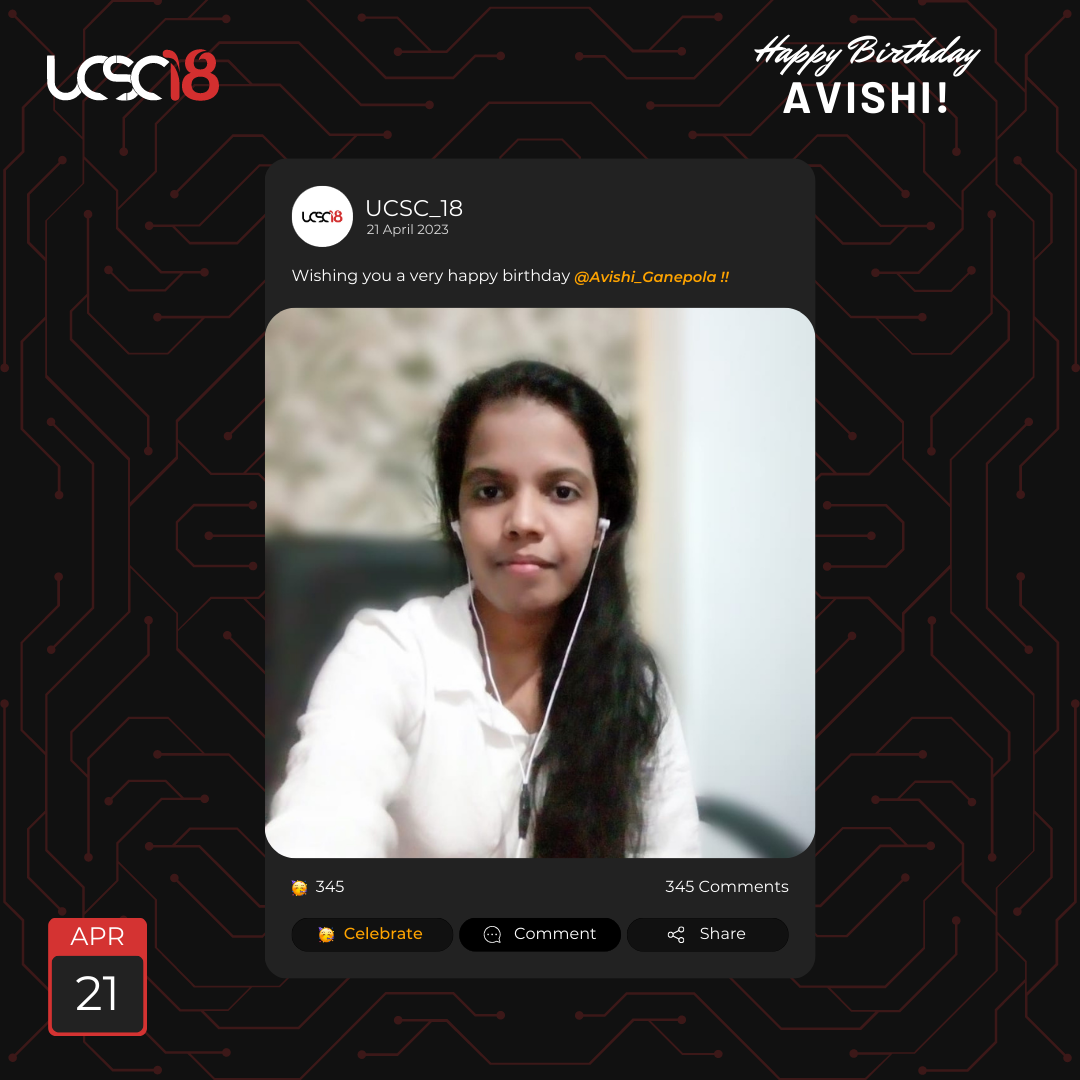 UCSC18
Happy Birthday
AVISHI!
UCSC18
UCSC_18
21 April 2023
Wishing you a very happy birthday @Avishi_Ganepola !!
345
345 Comments
Celebrate
Comment
Share
APR
21